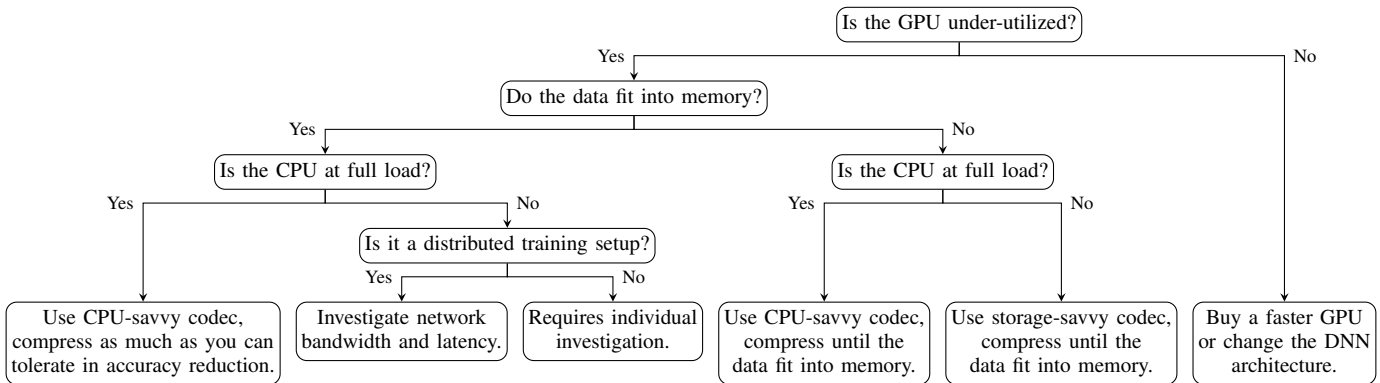 Is the GPU under-utilized?
Yes
No
Do the data fit into memory?
Yes
No
Is the CPU at full load?
Is the CPU at full load?
Yes
No
Yes
No
Is it a distributed training setup?
Yes
No
Use CPU-savvy codec,
compress as much as you can
tolerate in accuracy reduction.
Investigate network
bandwidth and latency.
Requires individual
investigation.
Use CPU-savvy codec,
compress until the
data fit into memory.
Use storage-savvy codec,
compress until the
data fit into memory.
Buy a faster GPU
or change the DNN
architecture.